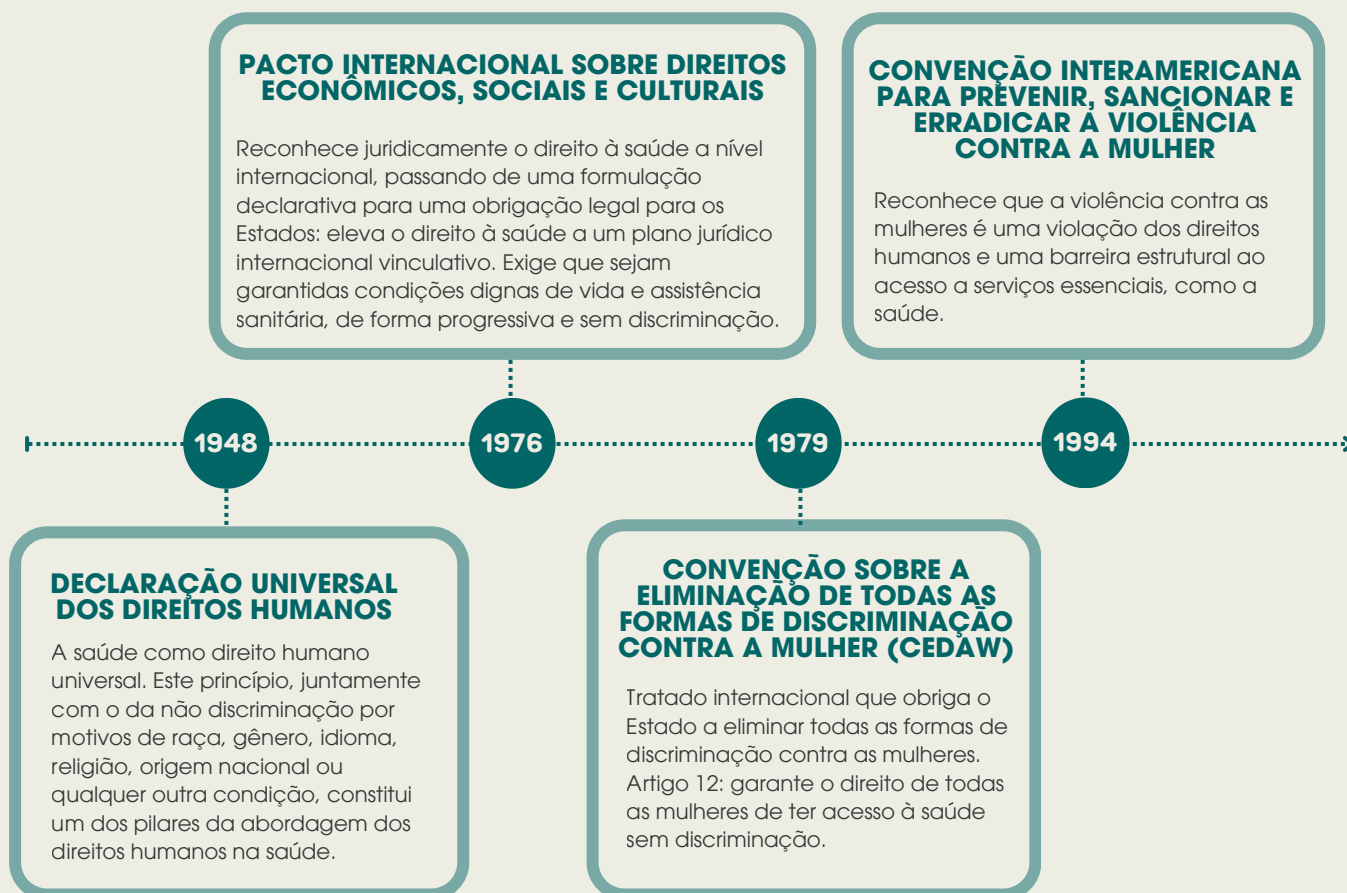 PACTO INTERNACIONAL SOBRE DIREITOS
ECONÔMICOS, SOCIAIS E CULTURAIS
Reconhece juridicamente o direito à saúde a nível
internacional, passando de uma formulação
declarativa para uma obrigação legal para os
Estados: eleva o direito à saúde a um plano jurídico
internacional vinculativo. Exige que sejam
garantidas condições dignas de vida e assistência
sanitária, de forma progressiva e sem discriminação.
CONVENÇÃO INTERAMERICANA
PARA PREVENIR, SANCIONAR E
ERRADICAR A VIOLÊNCIA
CONTRA A MULHER
Reconhece que a violência contra as
mulheres é uma violação dos direitos
humanos e uma barreira estrutural ao
acesso a serviços essenciais, como a
saúde.
1948
1976
1979
1994
DECLARAÇÃO UNIVERSAL
DOS DIREITOS HUMANOS
A saúde como direito humano
universal. Este princípio, juntamente
com o da não discriminação por
motivos de raça, gênero, idioma,
religião, origem nacional ou
qualquer outra condição, constitui
um dos pilares da abordagem dos
direitos humanos na saúde.
CONVENÇÃO SOBRE A
ELIMINAÇÃO DE TODAS AS
FORMAS DE DISCRIMINAÇÃO
CONTRA A MULHER (CEDAW)
Tratado internacional que obriga o
Estado a eliminar todas as formas de
discriminação contra as mulheres.
Artigo 12: garante o direito de todas
as mulheres de ter acesso à saúde
sem discriminação.